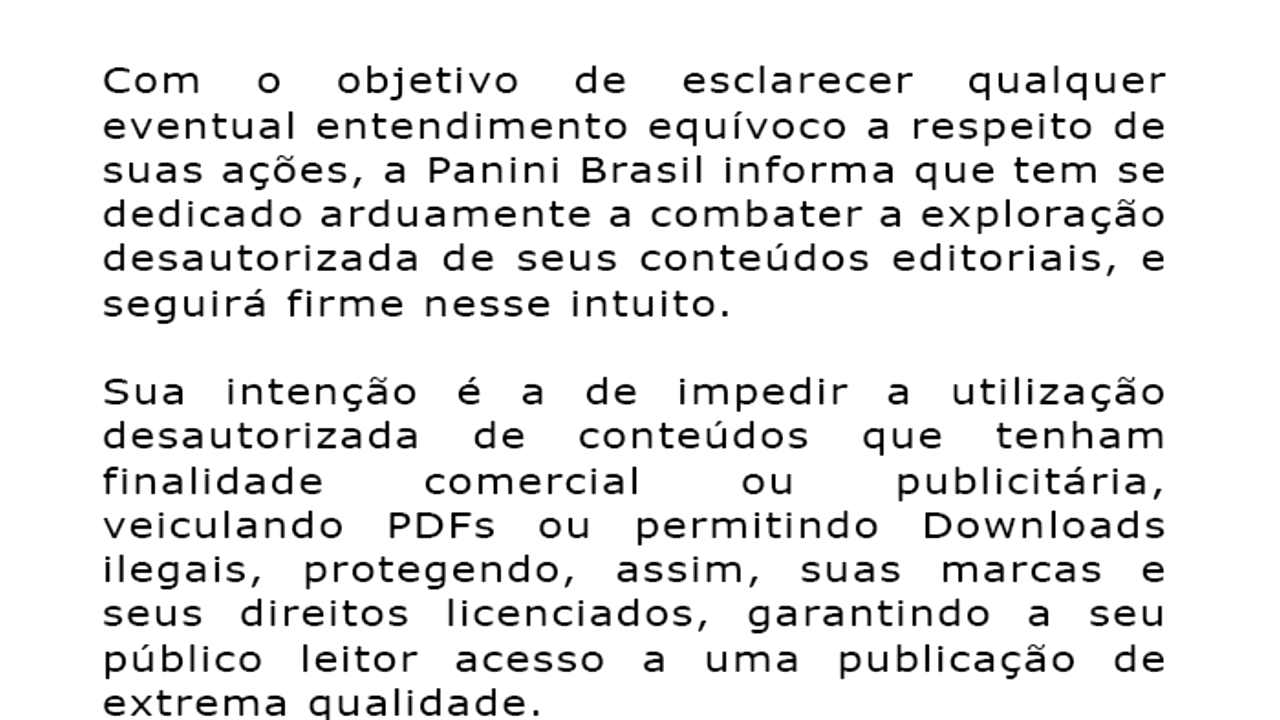 Com o objetivo de esclarecer qualquer
eventual entendimento equívoco a respeito de
suas ações, a Panini Brasil informa que tem se
dedicado arduamente a combater a exploração
desautorizada de seus conteúdos editoriais, e
seguirá firme nesse intuito.
Sua intenção é a de impedir a utilização
desautorizada de conteúdos que tenham
finalidade comercial ou publicitária,
veiculando PDFs ou permitindo Downloads
ilegais, protegendo, assim, suas marcas e
seus direitos licenciados, garantindo a seu
público leitor acesso a uma publicação de
extrema qualidade.